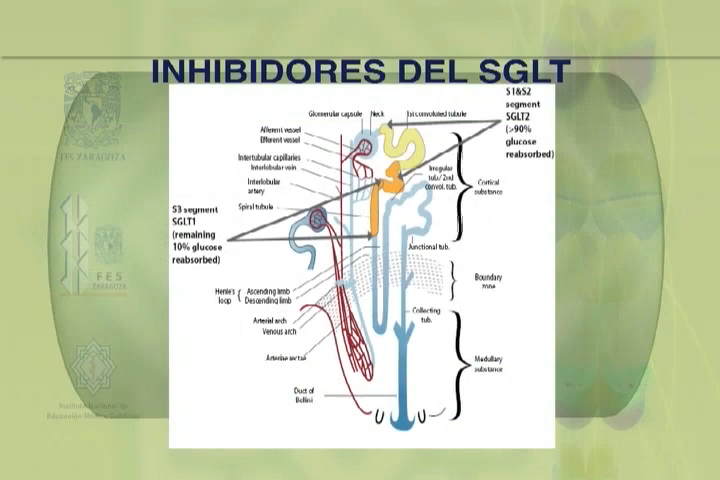 INHIBIDORES DEL SGLT
S1&S2
segment
SGLT2
(>90%
glucose
reabsorbed)
Glomerular capsule
Neck
1st convoluted tubule
Afferent vessel
Efferent vessel
Intertubular capillaries
Interlobular vein
Interlobular
artery
Spiral tubule
Irregular
tub/2nd
convol. tub.
Cortical
substance
S3 segment
SGLT1
(remaining
10% glucose
reabsorbed)
Junctional tub.
Boundary
zone
Henle's
loop
Ascending limb
Descending limb
Arterial arch
Venous arch
Collecting
tub.
Arteriae rectae
Medullary
substance
Duct of
Bellini
FES ZARAGOZA
FES
ZARAGOZA